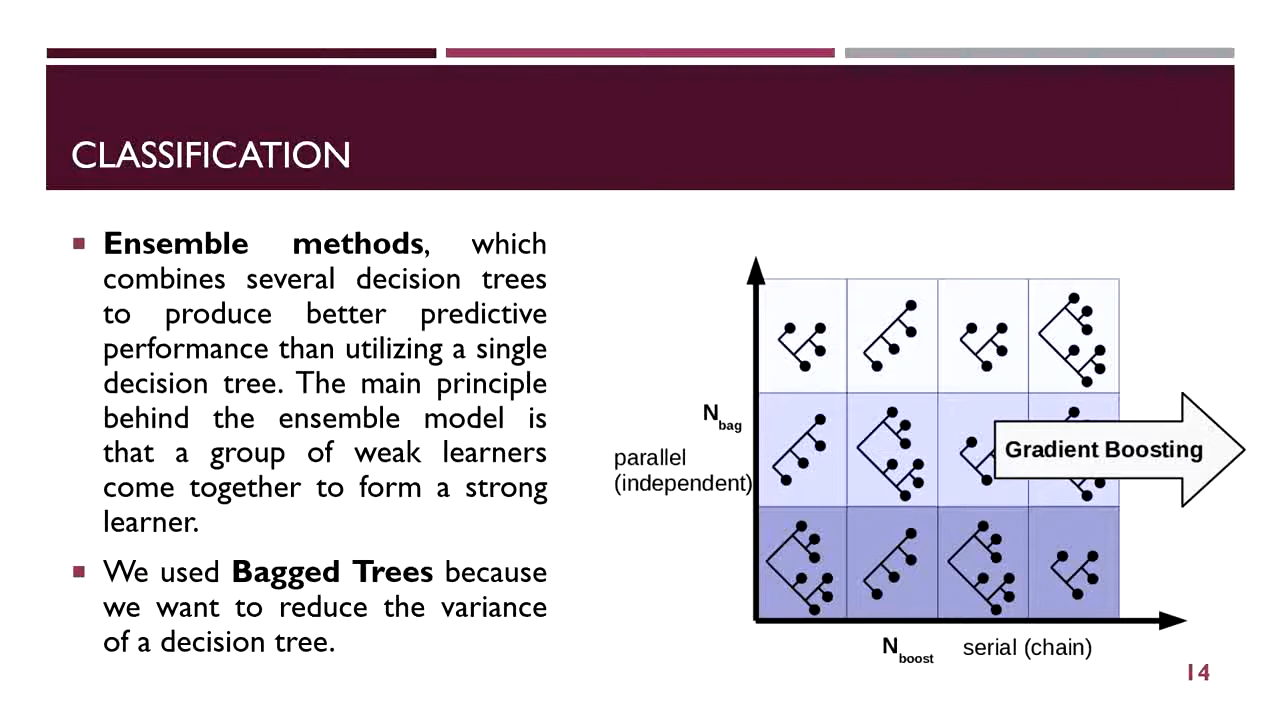 CLASSIFICATION
▪ Ensemble methods, which
combines several decision trees
to produce better predictive
performance than utilizing a single
decision tree. The main principle
behind the ensemble model is
that a group of weak learners
come together to form a strong
learner.
▪ We used Bagged Trees because
we want to reduce the variance
of a decision tree.
Nbag
parallel
(independent)
Gradient Boosting
Nboost serial (chain)
14